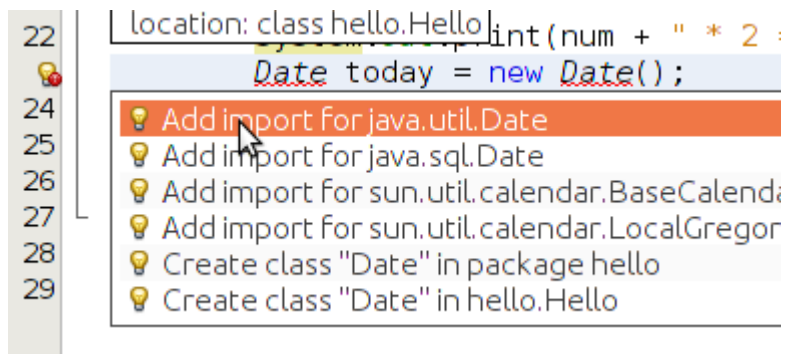 location: class hello.Hello
22 print(num + " * 2
Date today = new Date();
24 Add import for java.util.Date
25 Add import for java.sql.Date
26 Add import for sun.util.calendar.BaseCalenda
27 Add import for sun.util.calendar.LocalGregor
28 Create class "Date" in package hello
29 Create class "Date" in hello.Hello